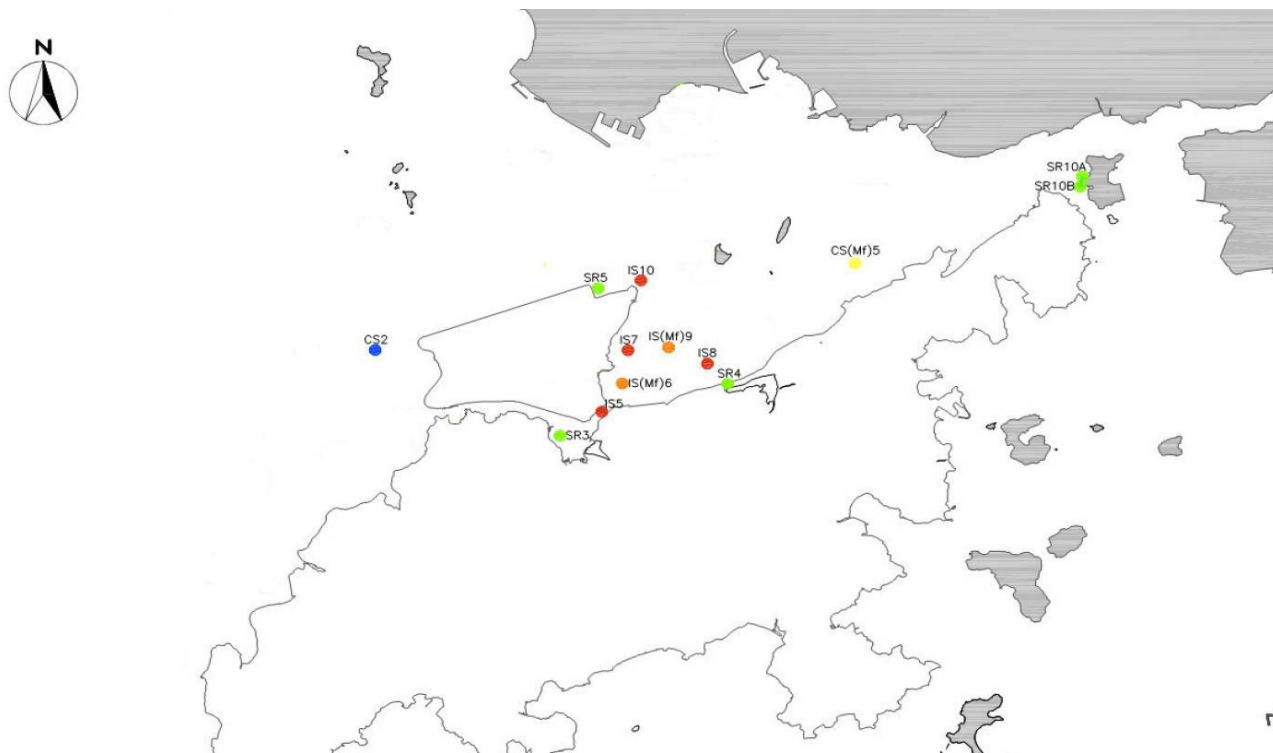 N
SR10A
SR10B
CS(Mf)5
IS10
SR5
CS2
IS7
IS(Mf)9
IS8
IS(Mf)6
SR4
IS5
SR3